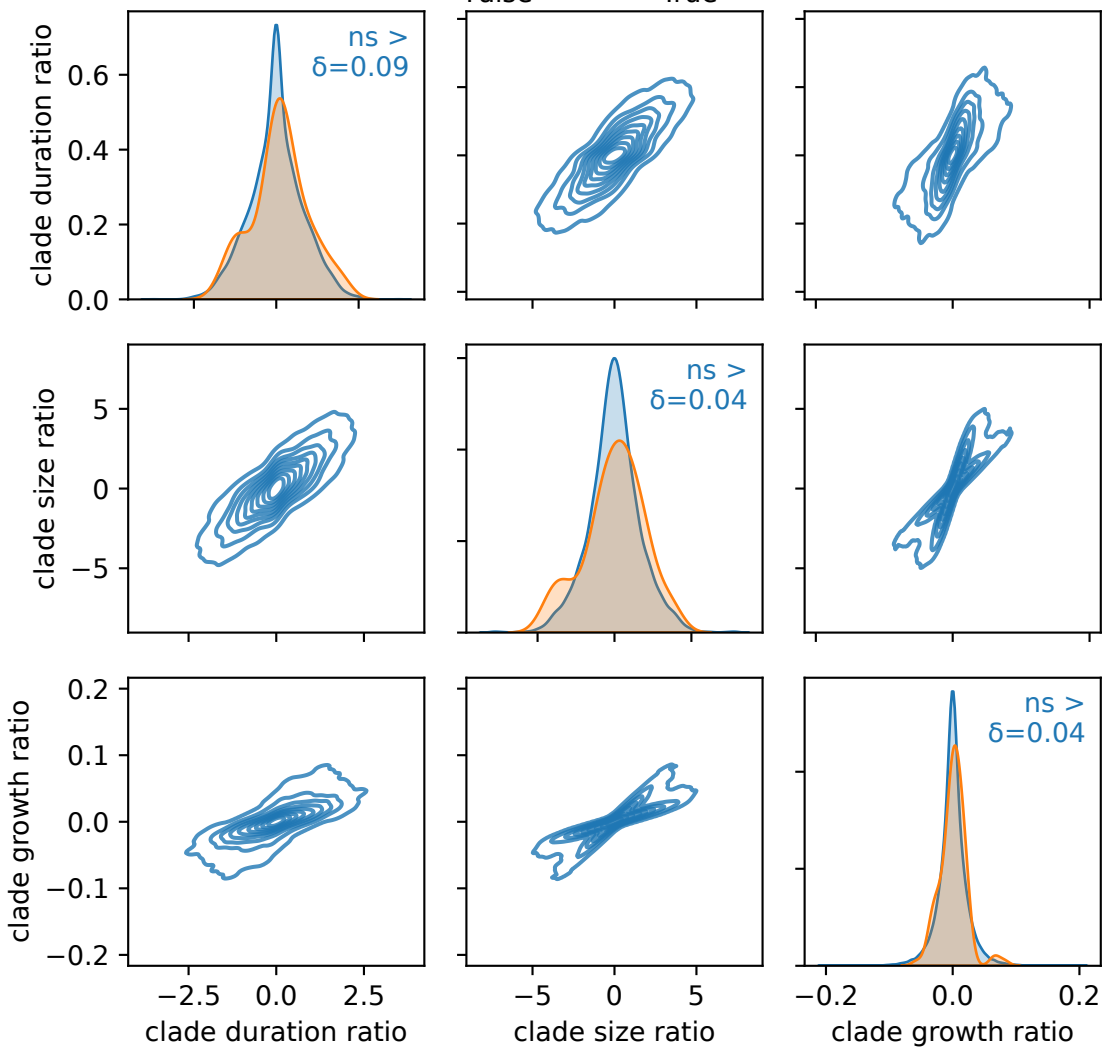 False True
clade duration ratio
0.6
0.4
0.2
0.0
ns >
δ=0.09
clade size ratio
5
0
−5
ns >
δ=0.04
clade growth ratio
0.2
0.1
0.0
−0.1
−0.2
ns >
δ=0.04
−2.5 0.0 2.5
−5 0 5
−0.2 0.0 0.2
clade duration ratio
clade size ratio
clade growth ratio